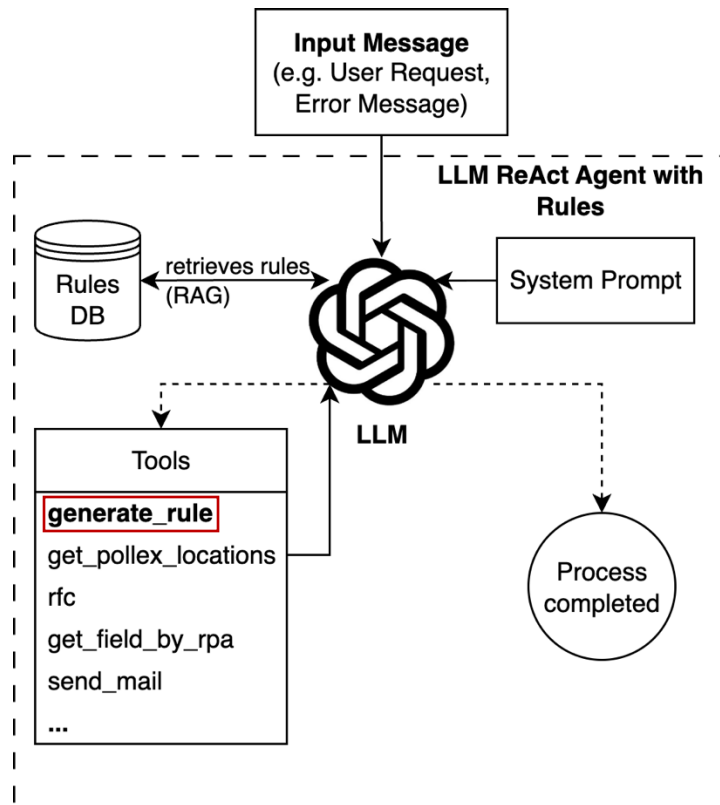 Input Message
(e.g. User Request,
Error Message)
LLM ReAct Agent with
Rules
Rules
DB
retrieves rules
(RAG)
System Prompt
LLM
Tools
generate_rule
get_pollex_locations
rfc
get_field_by_rpa
send_mail
...
Process
completed